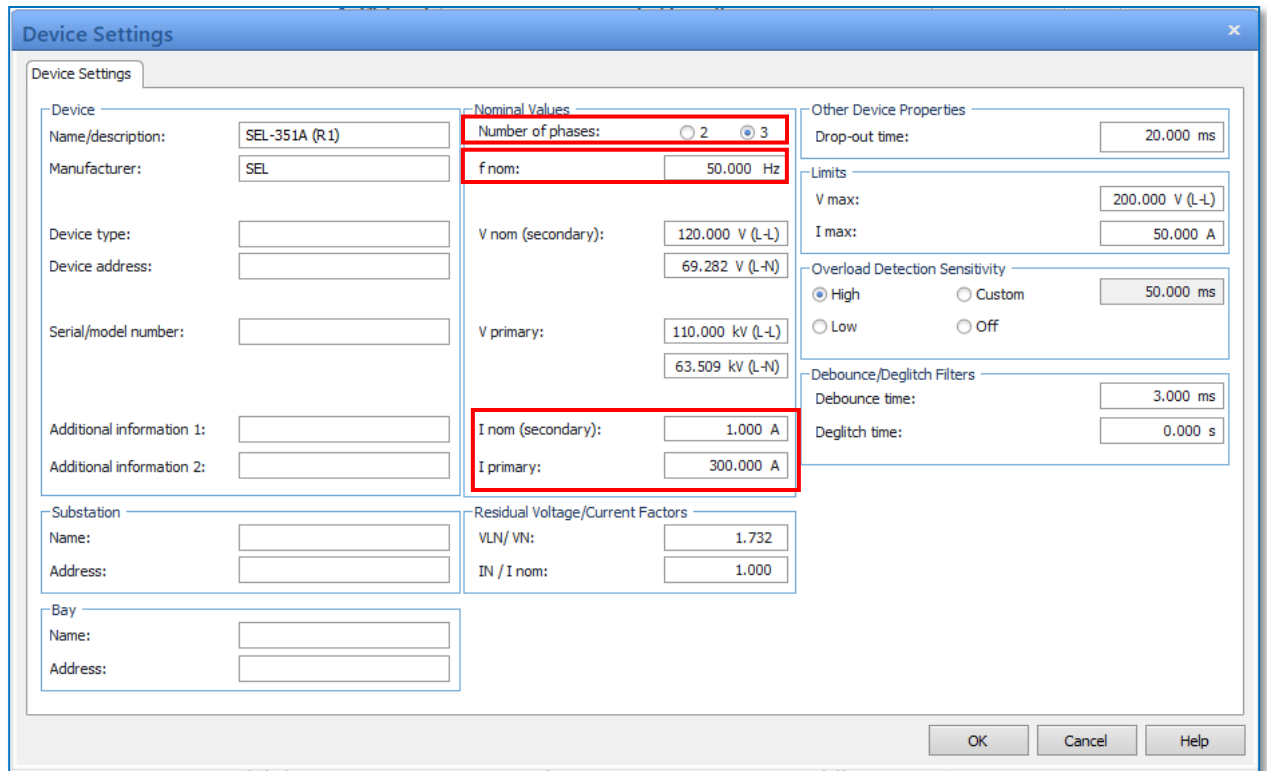 Device Settings
×
Device Settings
Device
Name/description: SEL-351A (R1)
Manufacturer: SEL
Device type:
Device address:
Serial/model number:
Additional information 1:
Additional information 2:
Substation
Name:
Address:
Bay
Name:
Address:
Nominal Values
Number of phases: 2 3
f nom: 50.000 Hz
V nom (secondary): 120.000 V (L-L)
69.282 V (L-N)
V primary: 110.000 kV (L-L)
63.509 kV (L-N)
I nom (secondary): 1.000 A
I primary: 300.000 A
Residual Voltage/Current Factors
VLN/ VN: 1.732
IN / I nom: 1.000
Other Device Properties
Drop-out time: 20.000 ms
Limits
V max: 200.000 V (L-L)
I max: 50.000 A
Overload Detection Sensitivity
High Custom 50.000 ms
Low Off
Debounce/Deglitch Filters
Debounce time: 3.000 ms
Deglitch time: 0.000 s
OK Cancel Help